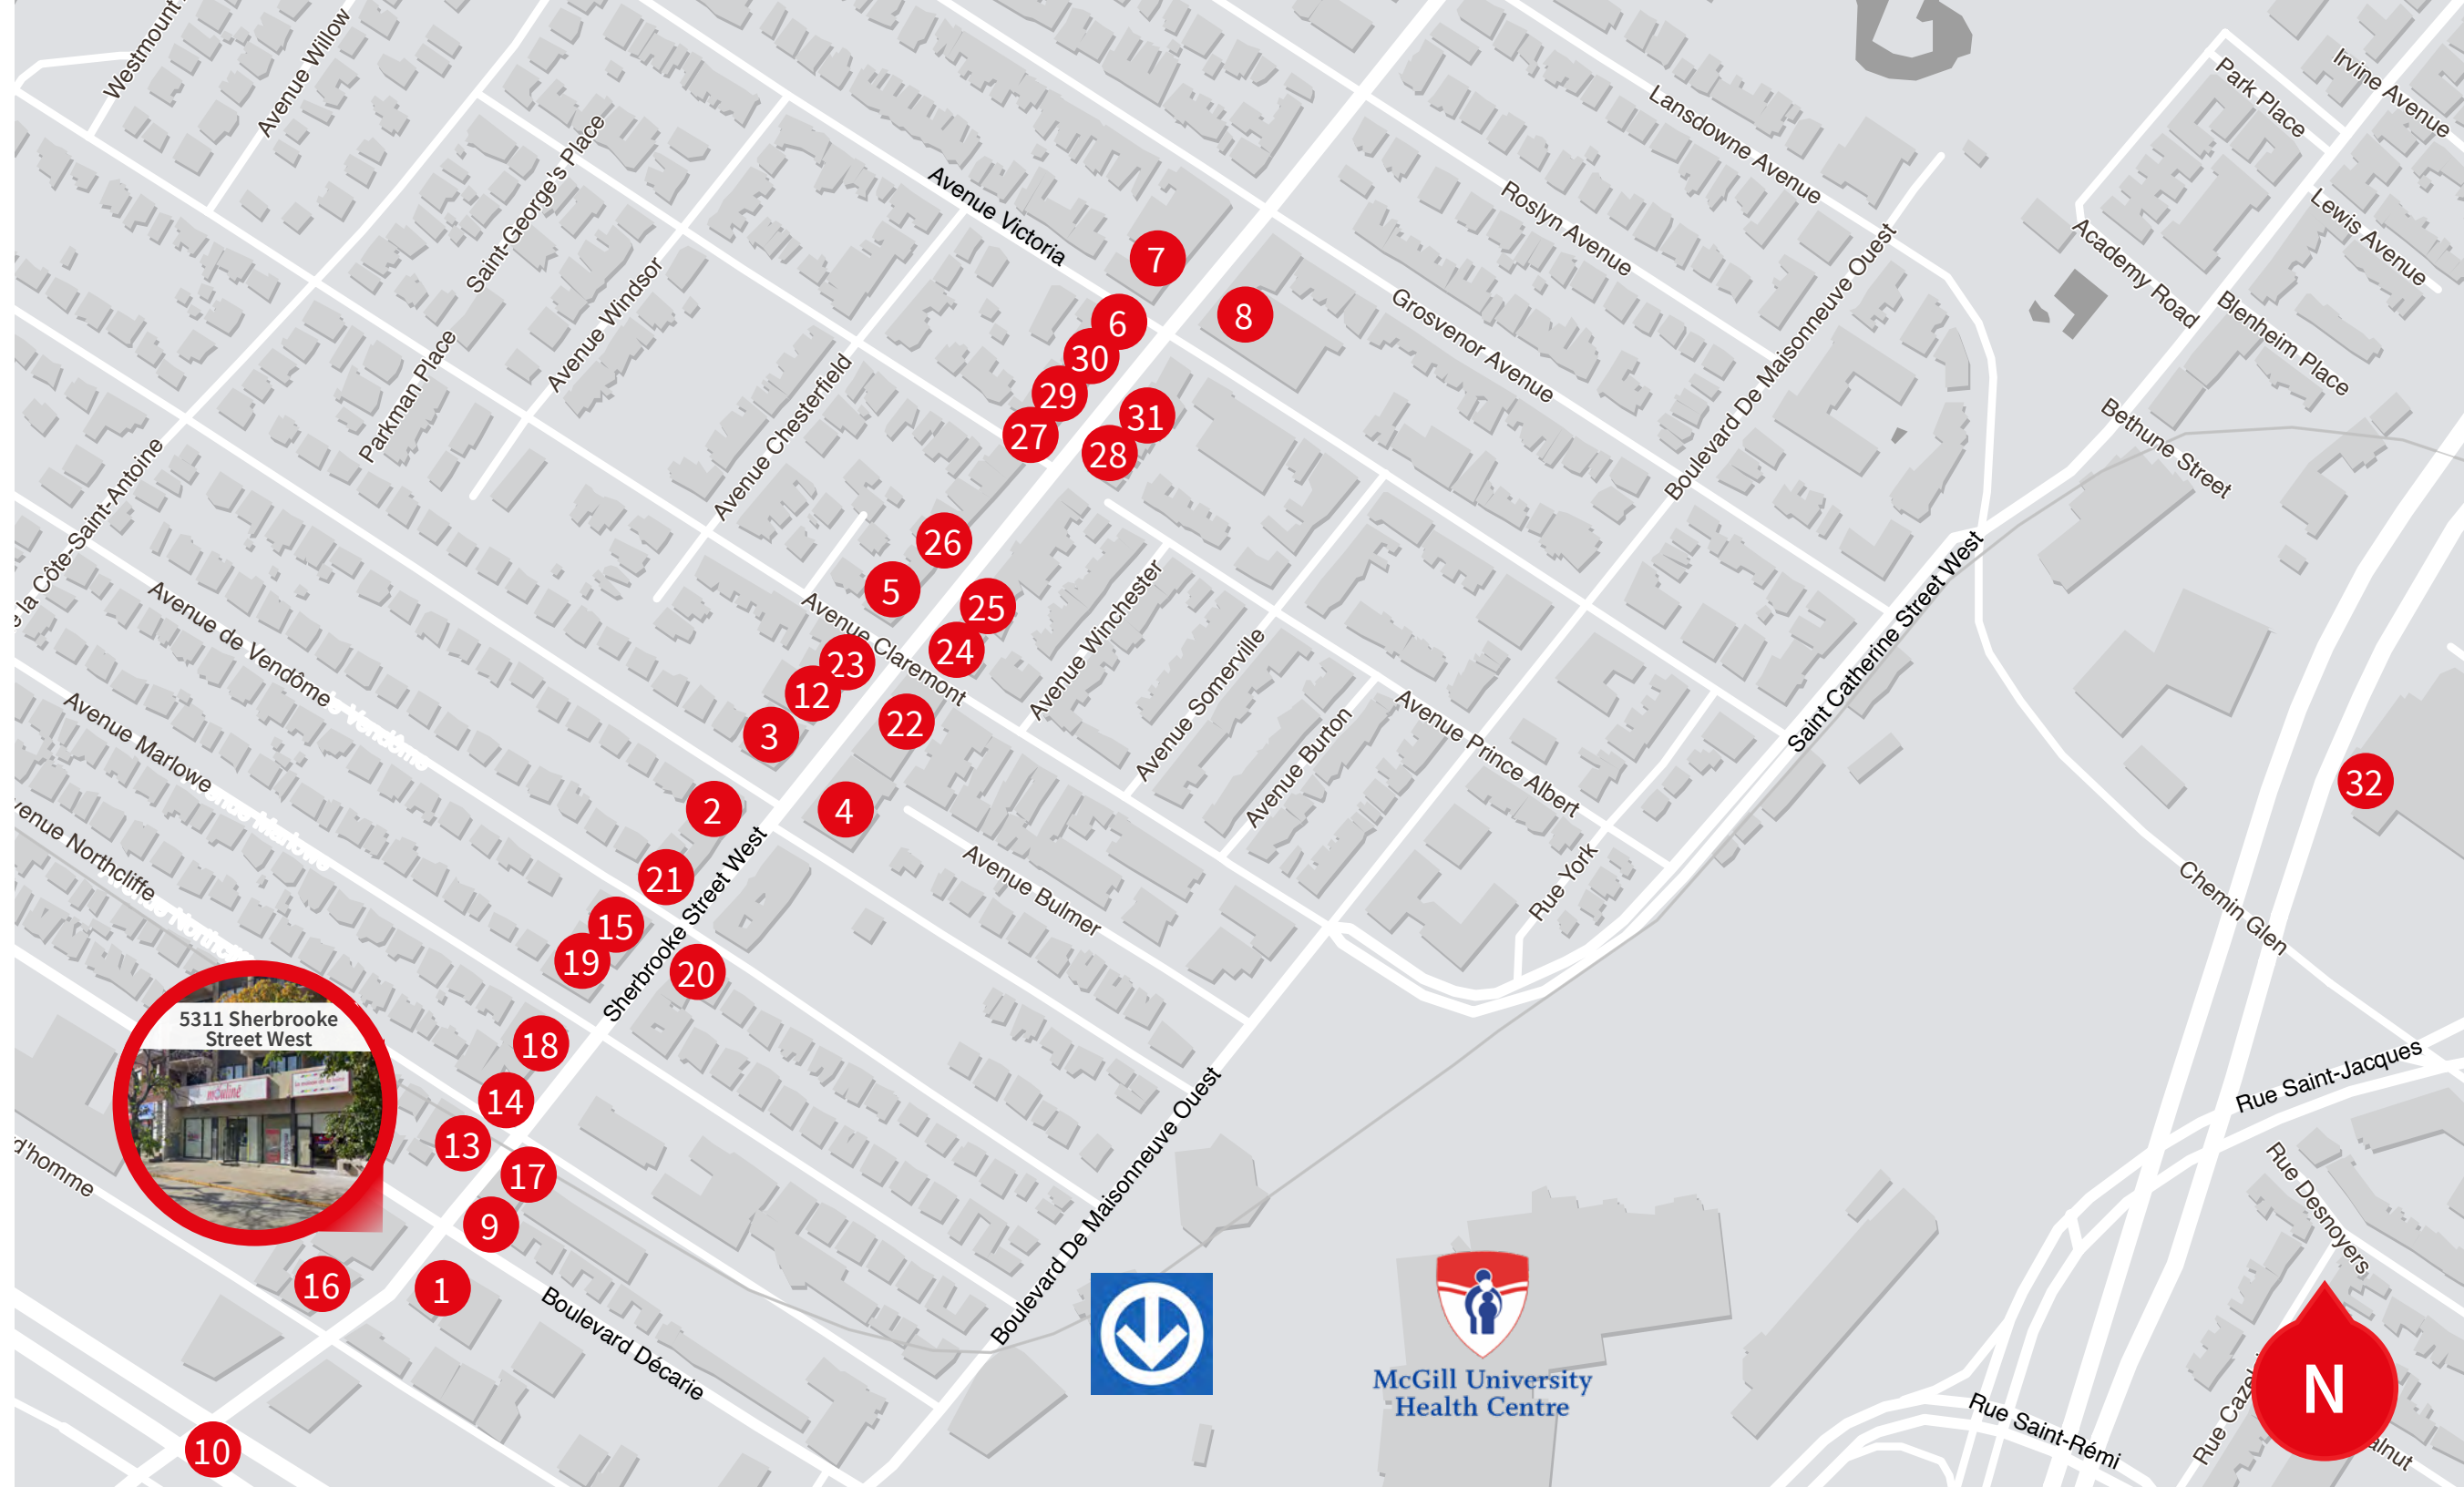 Westmount
Avenue Willow
Saint-George's Place
Avenue Windsor
Parkman Place
Avenue Chesterfield
Avenue Victoria
Lansdowne Avenue
Roslyn Avenue
Grosvenor Avenue
Boulevard De Maisonneuve Ouest
Park Place
Irvine Avenue
Lewis Avenue
Academy Road
Blenheim Place
Bethune Street
7
8
6
30
29
27
31
28
26
5
25
24
23
12
22
3
2
4
21
15
19
20
18
14
13
17
9
16
1
10
32
la Côte-Saint-Antoine
Avenue de Vendôme
Avenue Marlowe
venue Northcliffe
d'homme
Avenue Claremont
Avenue Winchester
Avenue Somerville
Avenue Burton
Avenue Prince Albert
Saint Catherine Street West
Rue York
Avenue Bulmer
Sherbrooke Street West
Boulevard De Maisonneuve Ouest
Boulevard Décarie
Chemin Glen
Rue Saint-Jacques
Rue Desnoyers
Rue Saint-Rémi
5311 Sherbrooke
Street West
McGill University
Health Centre
N